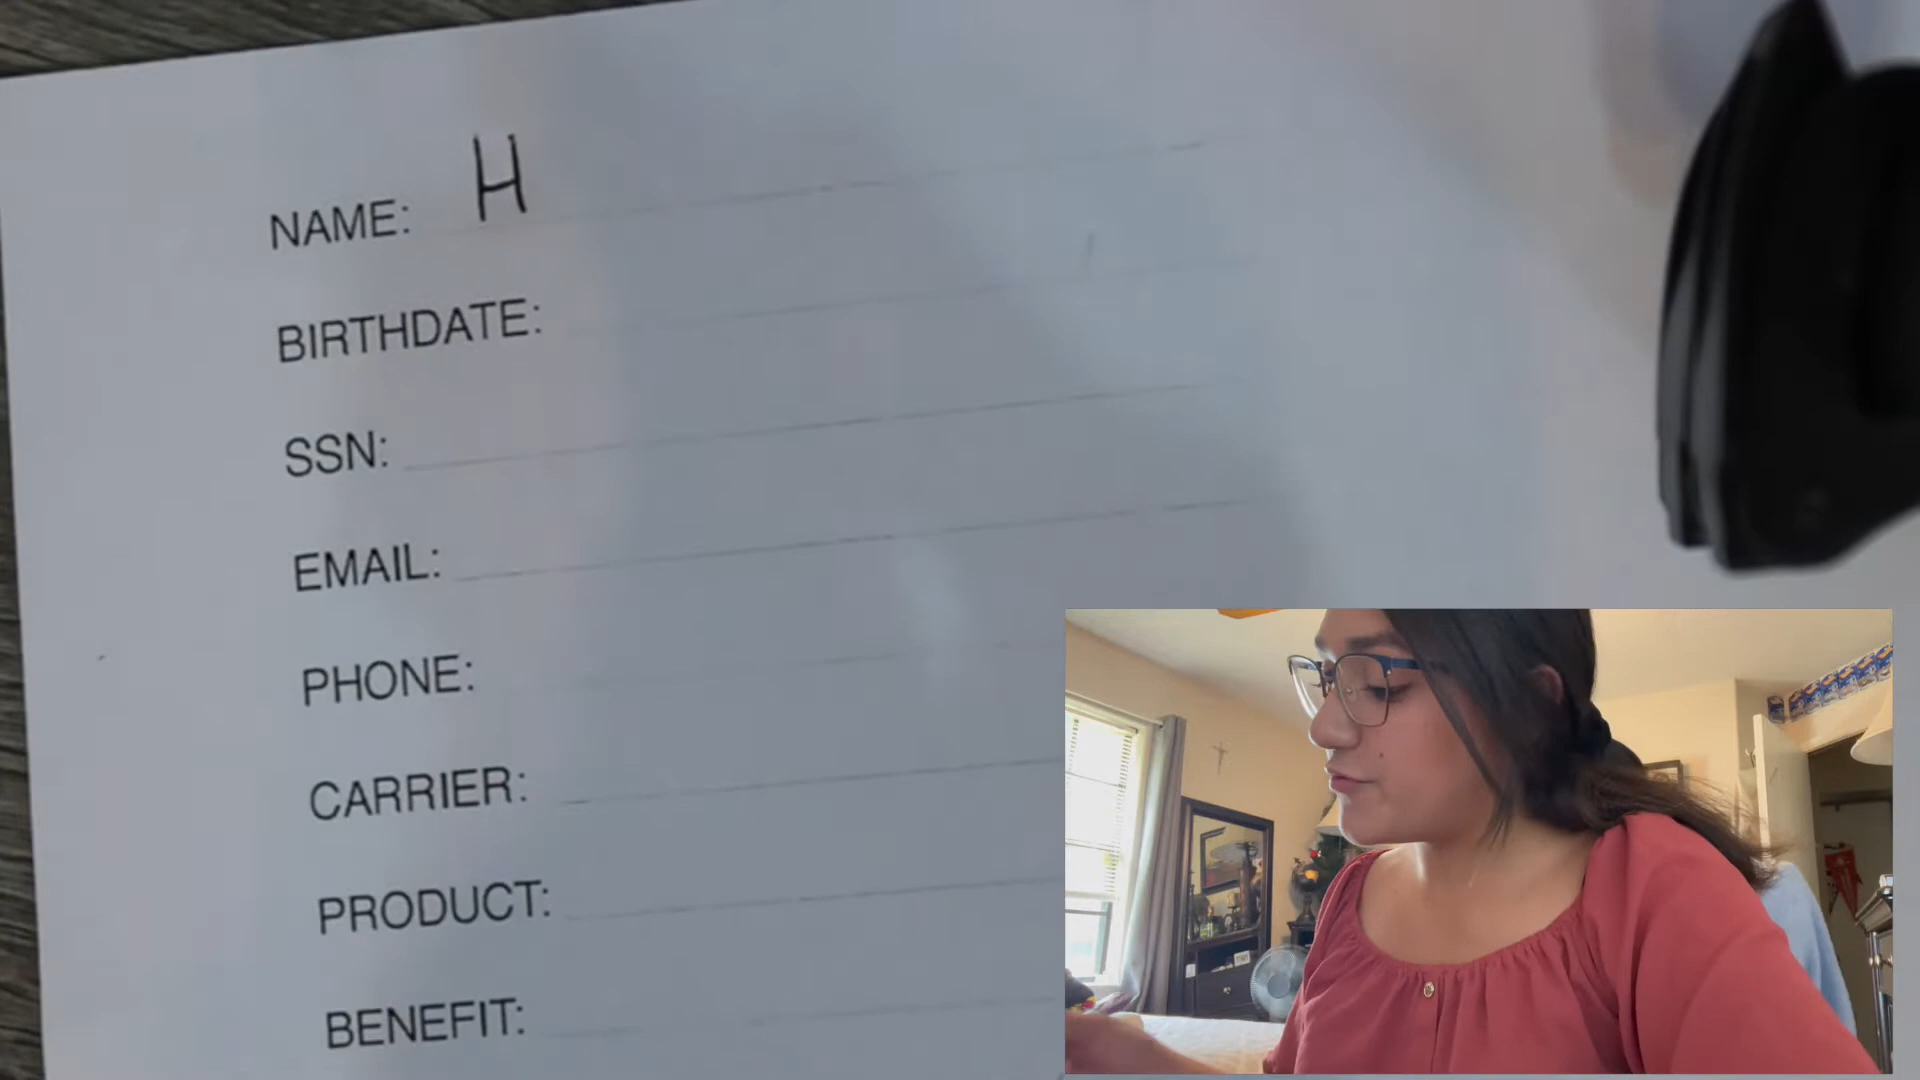 NAME: H
BIRTHDATE:
SSN:
EMAIL:
PHONE:
CARRIER:
PRODUCT:
BENEFIT: